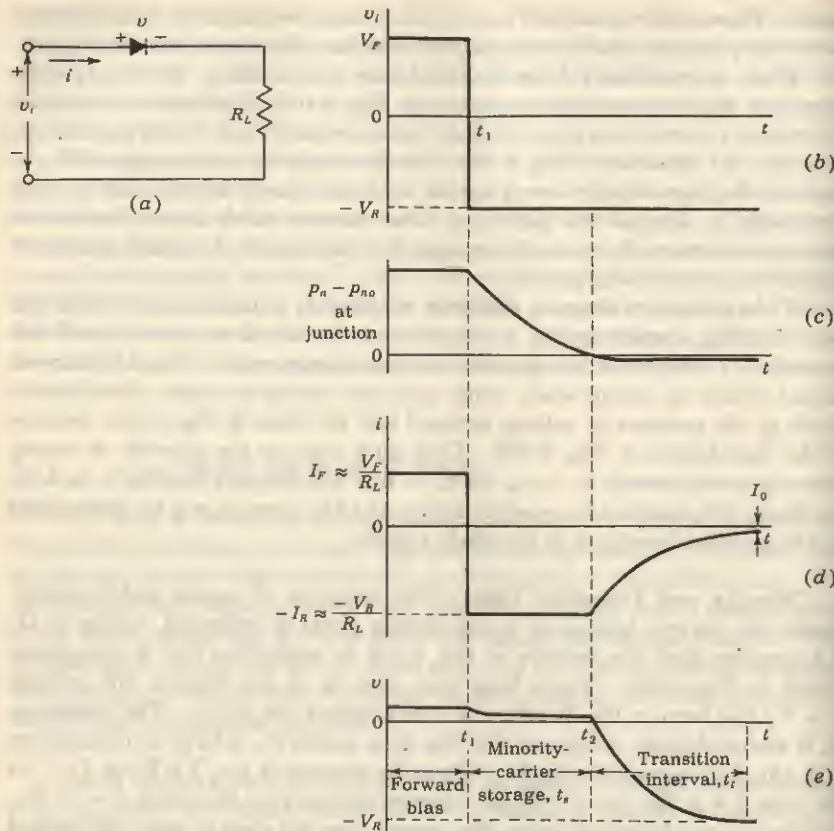 + v −
i
+
v_i
−
R_L
(a)
v_i
V_F
0
t_1
t
−V_R
(b)
p_n − p_no
at
junction
0
t
(c)
i
I_F ≈ V_F / R_L
I_0
0
t
−I_R ≈ −V_R / R_L
(d)
v
0
t_1
t_2
t
Forward
bias
Minority-
carrier
storage, t_s
Transition
interval, t_t
−V_R
(e)